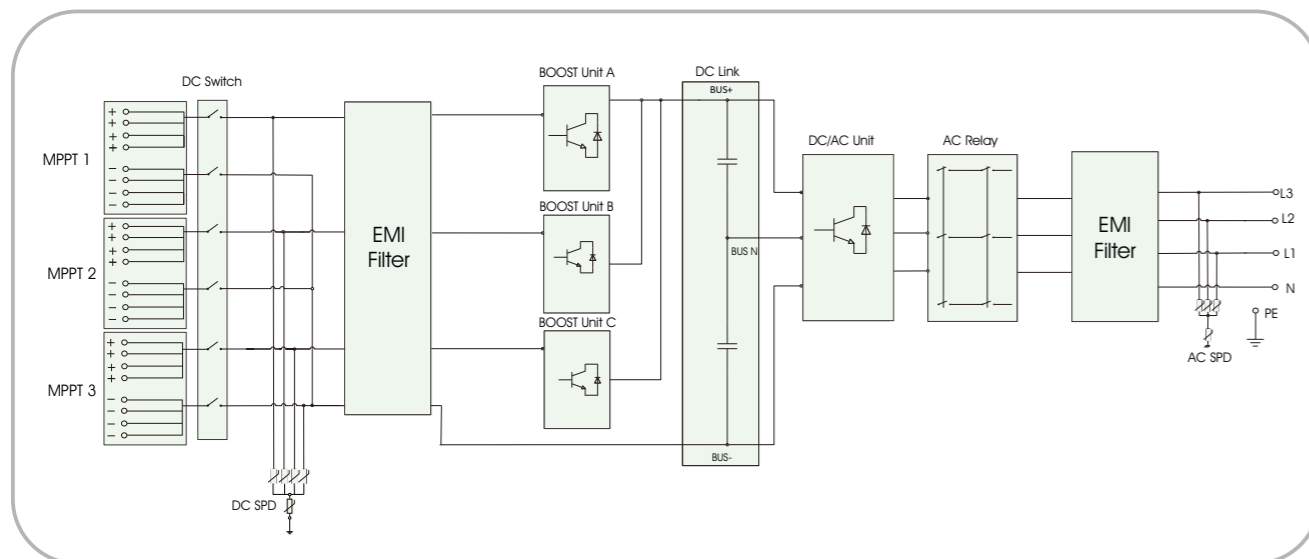 DC Switch
BOOST Unit A
DC Link
BUS+
MPPT 1
+
+
+
+
−
−
−
−
DC/AC Unit
AC Relay
EMI
Filter
BOOST Unit B
MPPT 2
+
+
+
+
−
−
−
−
EMI
Filter
L3
L2
L1
N
BUS N
PE
BOOST Unit C
MPPT 3
+
+
+
−
−
−
−
AC SPD
BUS-
DC SPD